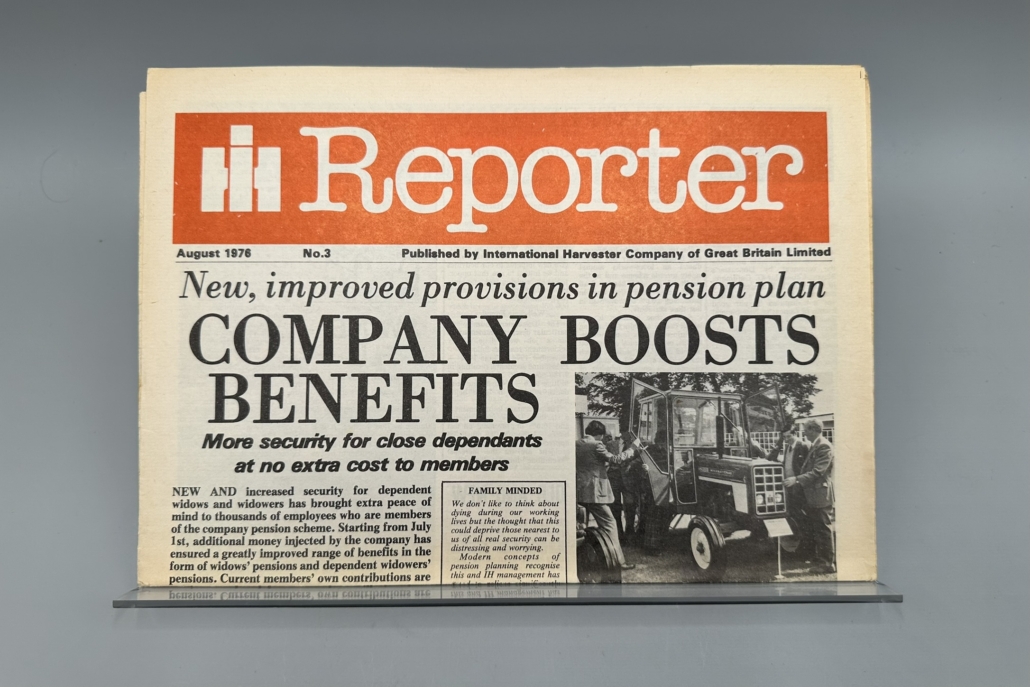 IH Reporter
August 1976 No.3 Published by International Harvester Company of Great Britain Limited
New, improved provisions in pension plan
COMPANY BOOSTS
BENEFITS
More security for close dependants
at no extra cost to members
NEW AND increased security for dependent
widows and widowers has brought extra peace of
mind to thousands of employees who are members
of the company pension scheme. Starting from July
1st, additional money injected by the company has
ensured a greatly improved range of benefits in the
form of widows' pensions and dependent widowers'
pensions. Current members' own contributions are
FAMILY MINDED
We don't like to think about
dying during our working
lives but the thought that this
could deprive those nearest to
us of all real security can be
distressing and worrying.
Modern concepts of
pension planning recognise
this and IH management has